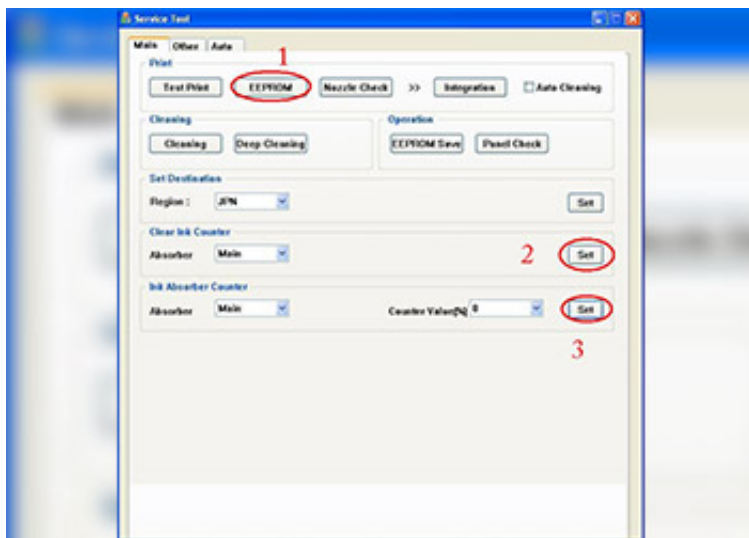 Service Tool
Main Other Auto
1
Print
Test Print EEPROM Nozzle Check >> Integration Auto Cleaning
Cleaning
Operation
Cleaning Deep Cleaning EEPROM Save Panel Check
Set Destination
Region : JPN Set
Clear Ink Counter
Absorber Main 2 Set
Ink Absorber Counter
Absorber Main Counter Value(%) 0 Set
3